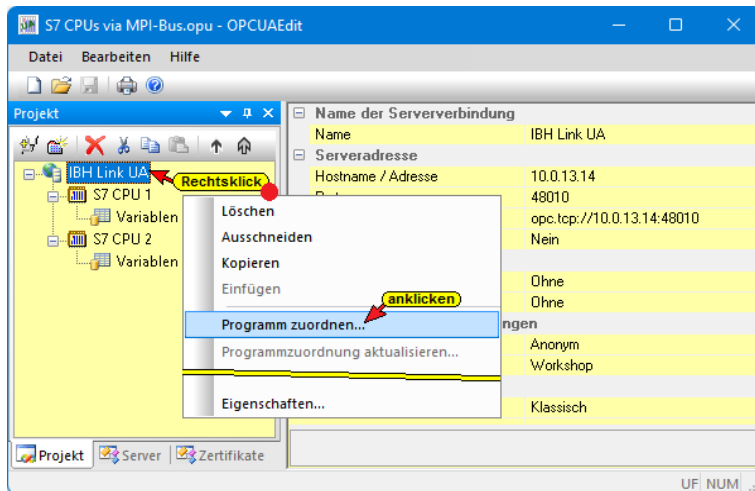 S7 CPUs via MPI-Bus.opu - OPCUAEdit
Datei Bearbeiten Hilfe
Projekt
IBH Link UA
Rechtsklick
S7 CPU 1
Variablen
S7 CPU 2
Variablen
Löschen
Ausschneiden
Kopieren
Einfügen
anklicken
Programm zuordnen...
Programmzuordnung aktualisieren...
Eigenschaften...
Name der Serververbindung
Name IBH Link UA
Serveradresse
Hostname / Adresse 10.0.13.14
48010
opc.tcp://10.0.13.14:48010
Nein
Ohne
Ohne
ngen
Anonym
Workshop
Klassisch
Projekt Server Zertifikate
UF NUM